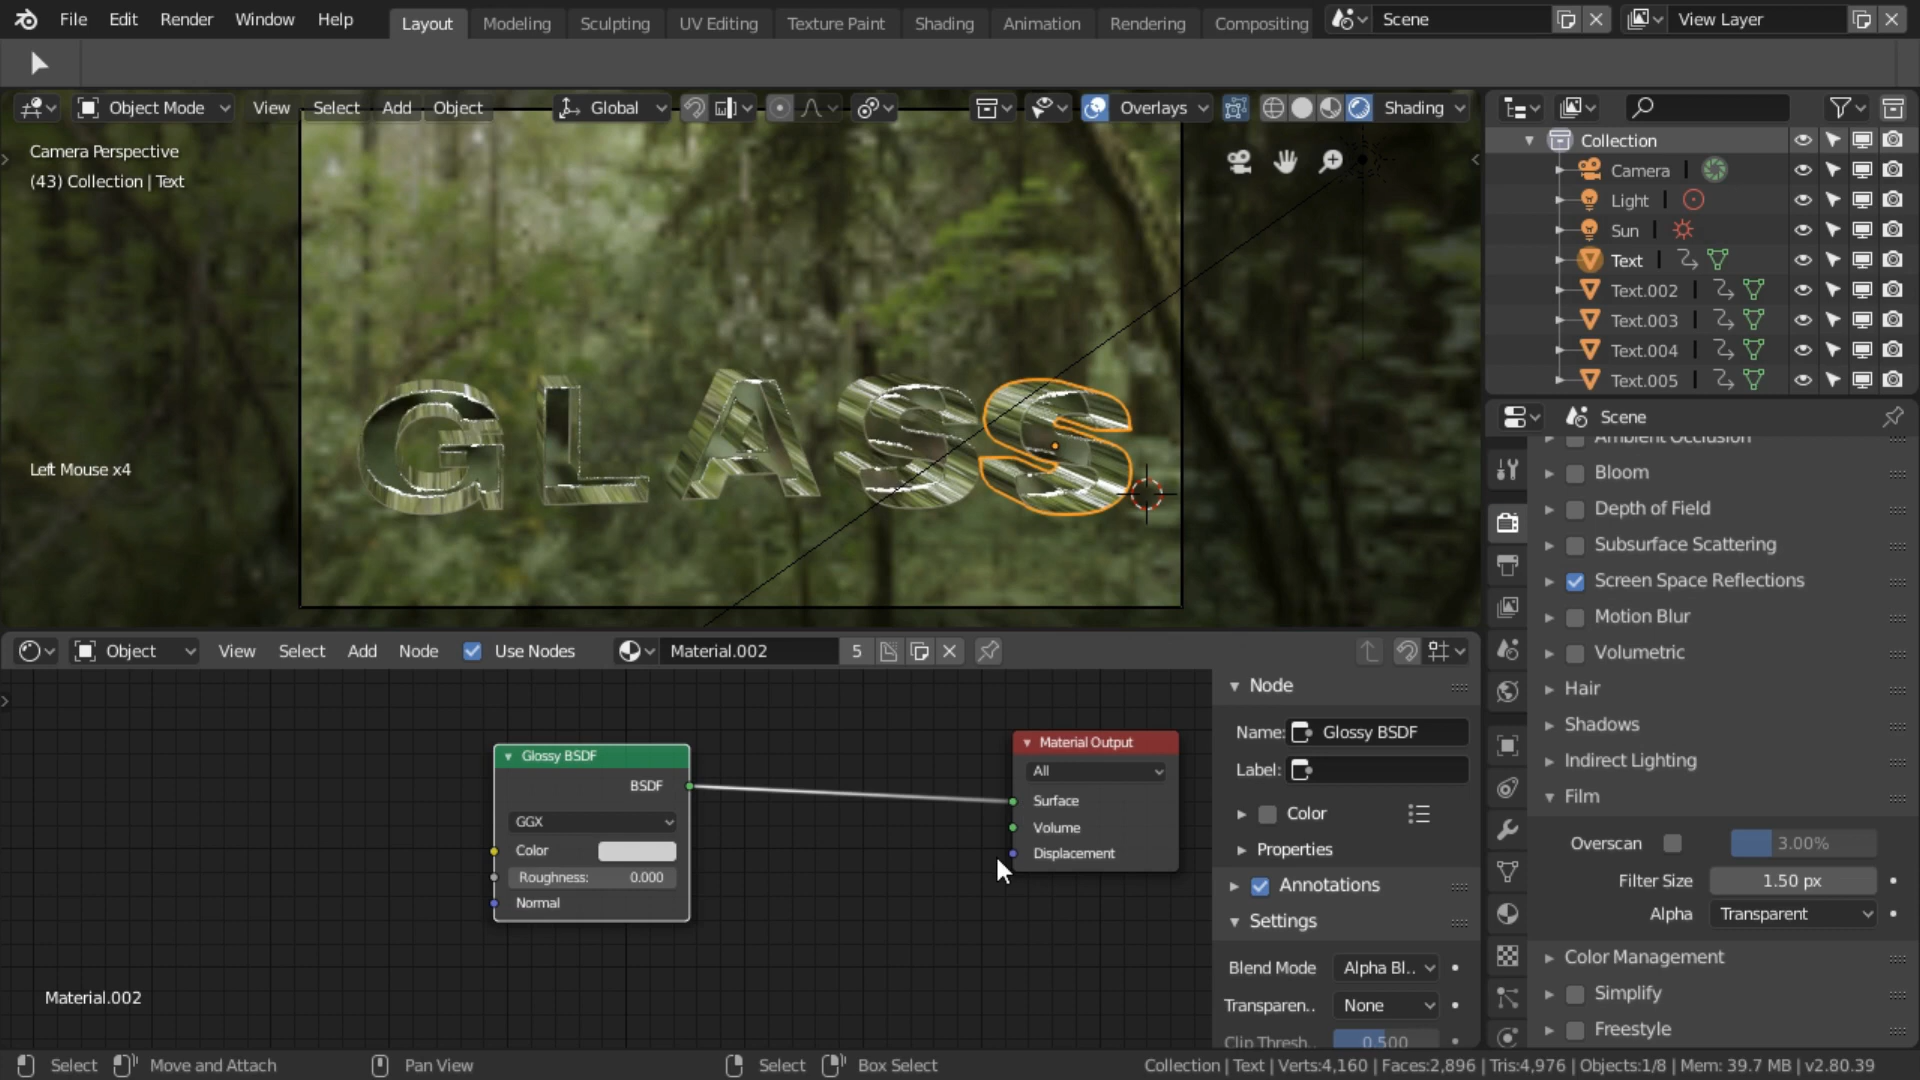 File Edit Render Window Help
Layout Modeling Sculpting UV Editing Texture Paint Shading Animation Rendering Compositing
Scene
View Layer
Object Mode View Select Add Object
Global
Overlays
Shading
Camera Perspective
(43) Collection | Text
GLASS
Left Mouse x4
Collection
Camera
Light
Sun
Text
Text.002
Text.003
Text.004
Text.005
Scene
Ambient Occlusion
Bloom
Depth of Field
Subsurface Scattering
Screen Space Reflections
Motion Blur
Volumetric
Hair
Shadows
Indirect Lighting
Film
Overscan 3.00%
Filter Size 1.50 px
Alpha Transparent
Color Management
Simplify
Freestyle
Object View Select Add Node Use Nodes Material.002 5
Glossy BSDF
BSDF
GGX
Color
Roughness: 0.000
Normal
Material Output
All
Surface
Volume
Displacement
Material.002
Node
Name: Glossy BSDF
Label:
Color
Properties
Annotations
Settings
Blend Mode Alpha Bl..
Transparen.. None
Clip Thresh.. 0.500
Select Move and Attach Pan View Select Box Select
Collection | Text | Verts:4,160 | Faces:2,896 | Tris:4,976 | Objects:1/8 | Mem: 39.7 MB | v2.80.39